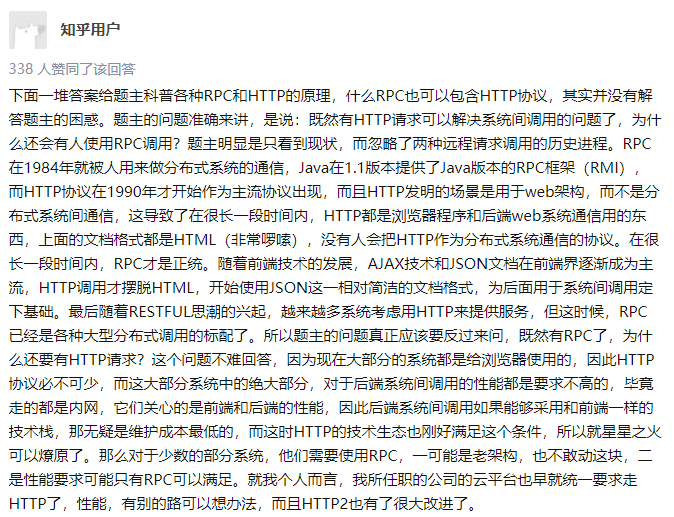 知乎用户
338 人赞同了该回答
下面一堆答案给题主科普各种RPC和HTTP的原理，什么RPC也可以包含HTTP协议，其实并没有解
答题主的困惑。题主的问题准确来讲，是说：既然有HTTP请求可以解决系统间调用的问题了，为什
么还会有人使用RPC调用？题主明显是只看到现状，而忽略了两种远程请求调用的历史进程。RPC
在1984年就被人用来做分布式系统的通信，Java在1.1版本提供了Java版本的RPC框架（RMI），
而HTTP协议在1990年才开始作为主流协议出现，而且HTTP发明的场景是用于web架构，而不是分
布式系统间通信，这导致了在很长一段时间内，HTTP都是浏览器程序和后端web系统通信用的东
西，上面的文档格式都是HTML（非常啰嗦），没有人会把HTTP作为分布式系统通信的协议。在很
长一段时间内，RPC才是正统。随着前端技术的发展，AJAX技术和JSON文档在前端界逐渐成为主
流，HTTP调用才摆脱HTML，开始使用JSON这一相对简洁的文档格式，为后面用于系统间调用定
下基础。最后随着RESTFUL思潮的兴起，越来越多系统考虑用HTTP来提供服务，但这时候，RPC
已经是各种大型分布式调用的标配了。所以题主的问题真正应该要反过来问，既然有RPC了，为什
么还要有HTTP请求？这个问题不难回答，因为现在大部分的系统都是给浏览器使用的，因此HTTP
协议必不可少，而这大部分系统中的绝大部分，对于后端系统间调用的性能都是要求不高的，毕竟
走的都是内网，它们关心的是前端和后端的性能，因此后端系统间调用如果能够采用和前端一样的
技术栈，那无疑是维护成本最低的，而这时HTTP的技术生态也刚好满足这个条件，所以就星星之火
可以燎原了。那么对于少数的部分系统，他们需要使用RPC，一可能是老架构，也不敢动这块，二
是性能要求可能只有RPC可以满足。就我个人而言，我所任职的公司的云平台也早就统一要求走
HTTP了，性能，有别的路可以想办法，而且HTTP2也有了很大改进了。